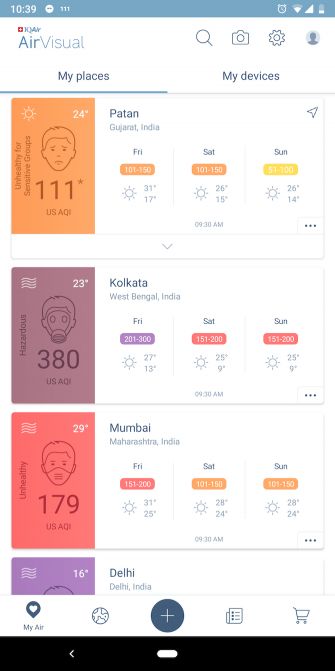 10:39 111
IQAir
AirVisual
My places My devices
24°
Unhealthy for
Sensitive Groups
111*
US AQI
Patan
Gujarat, India
Fri Sat Sun
101-150 101-150 51-100
31° 26° 26°
17° 15° 14°
09:30 AM
23°
Hazardous
380
US AQI
Kolkata
West Bengal, India
Fri Sat Sun
201-300 151-200 151-200
27° 25° 25°
13° 9° 9°
09:30 AM
29°
Unhealthy
179
US AQI
Mumbai
Maharashtra, India
Fri Sat Sun
151-200 101-150 101-150
31° 28° 28°
25° 24° 24°
09:30 AM
16°
Delhi
Delhi, India
My Air